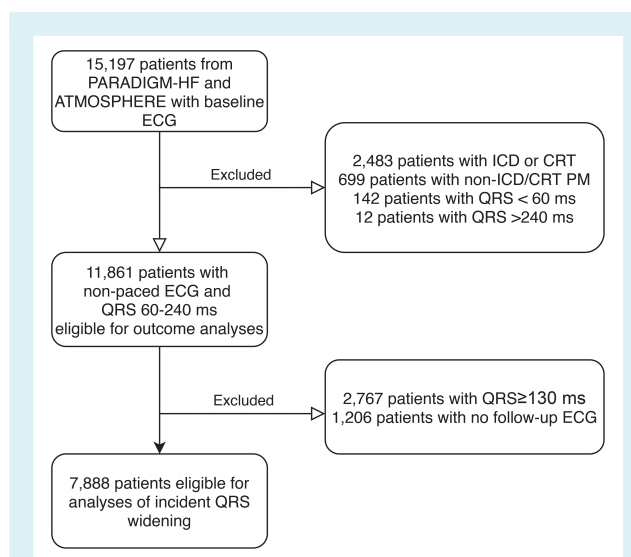 15,197 patients from
PARADIGM-HF and
ATMOSPHERE with baseline
ECG
Excluded
2,483 patients with ICD or CRT
699 patients with non-ICD/CRT PM
142 patients with QRS < 60 ms
12 patients with QRS >240 ms
11,861 patients with
non-paced ECG and
QRS 60-240 ms
eligible for outcome analyses
Excluded
2,767 patients with QRS≥130 ms
1,206 patients with no follow-up ECG
7,888 patients eligible for
analyses of incident QRS
widening